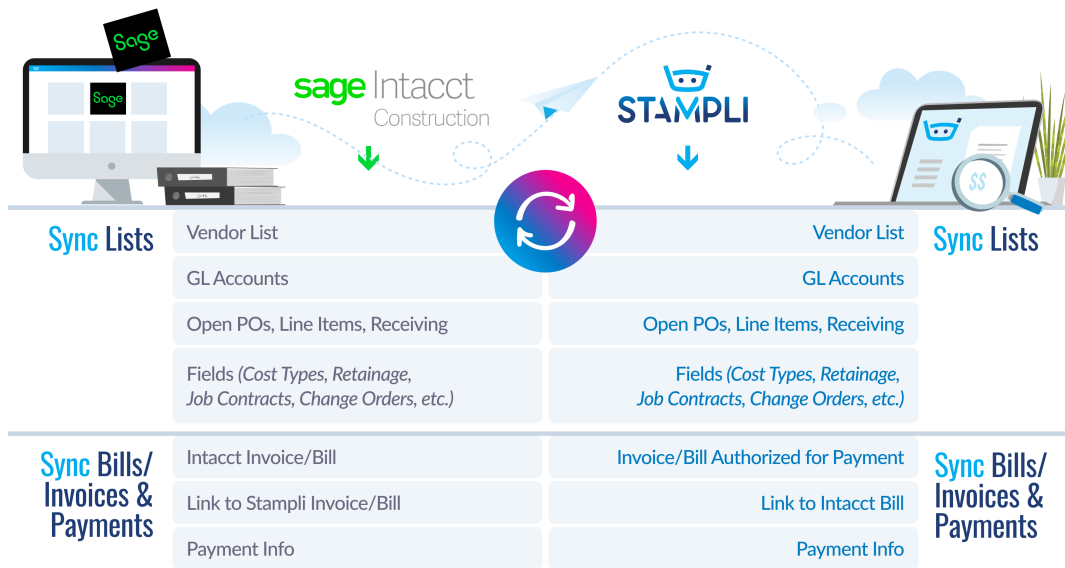 Sage
Sage
sage Intacct
Construction
STAMPLI
$$
Sync Lists
Vendor List
Vendor List
Sync Lists
GL Accounts
GL Accounts
Open POs, Line Items, Receiving
Open POs, Line Items, Receiving
Fields (Cost Types, Retainage,
Job Contracts, Change Orders, etc.)
Fields (Cost Types, Retainage,
Job Contracts, Change Orders, etc.)
Sync Bills/
Invoices &
Payments
Intacct Invoice/Bill
Invoice/Bill Authorized for Payment
Sync Bills/
Invoices &
Payments
Link to Stampli Invoice/Bill
Link to Intacct Bill
Payment Info
Payment Info